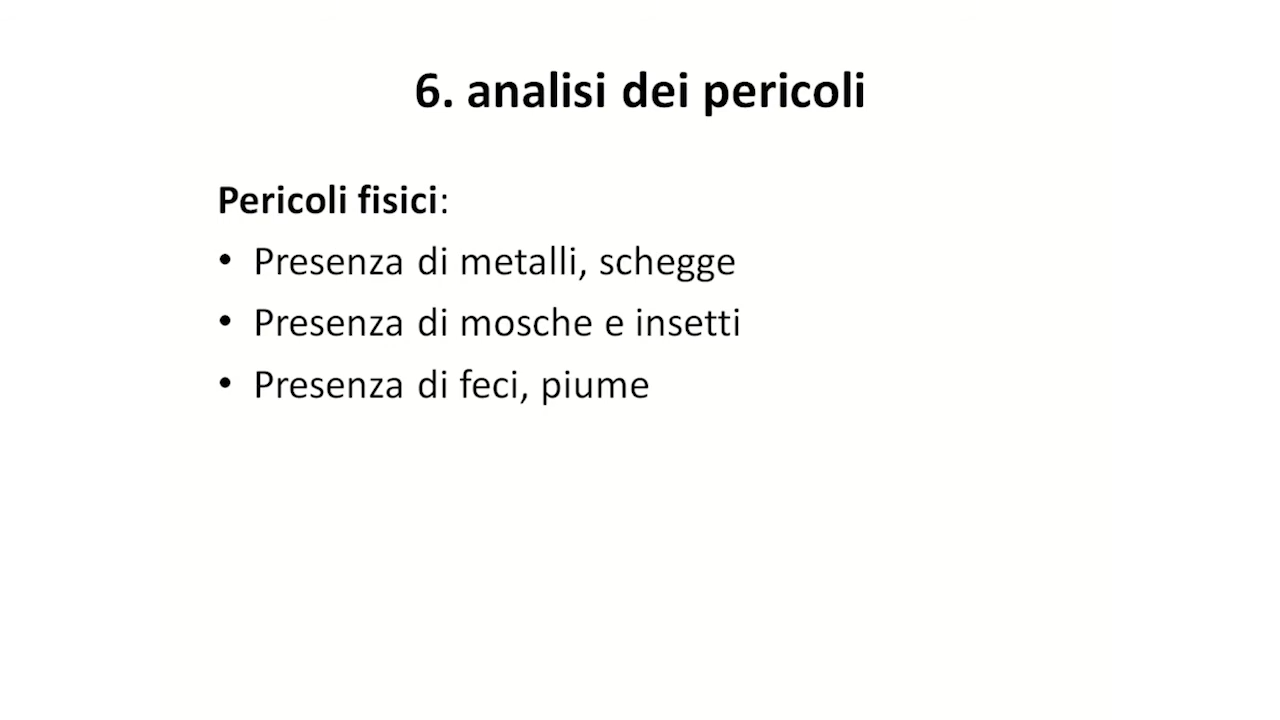 6. analisi dei pericoli
Pericoli fisici:
• Presenza di metalli, schegge
• Presenza di mosche e insetti
• Presenza di feci, piume